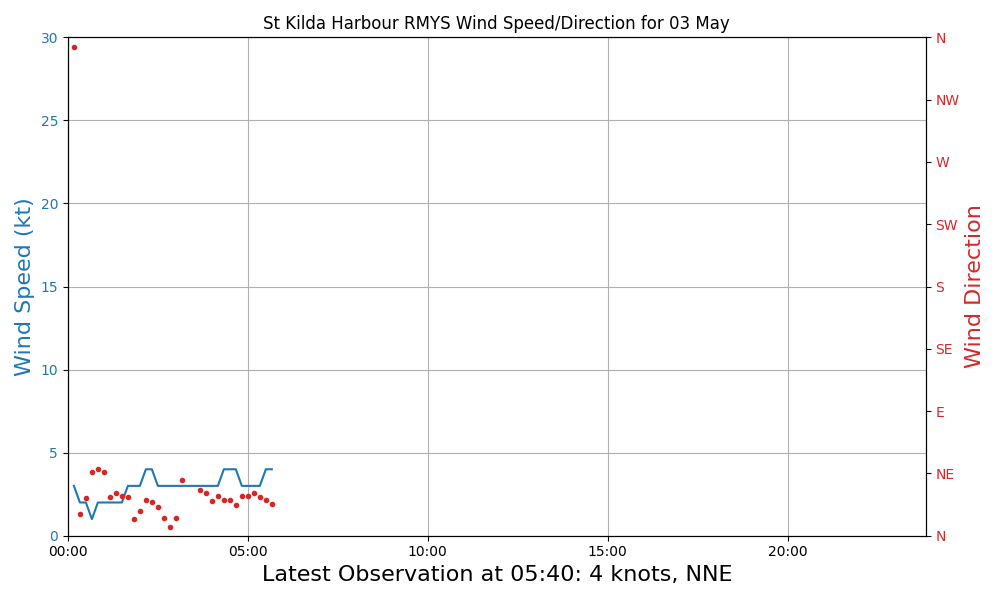 St Kilda Harbour RMYS Wind Speed/Direction for 03 May
30
25
20
15
10
5
0
Wind Speed (kt)
N
NW
W
SW
S
SE
E
NE
N
Wind Direction
00:00 05:00 10:00 15:00 20:00
Latest Observation at 05:40: 4 knots, NNE